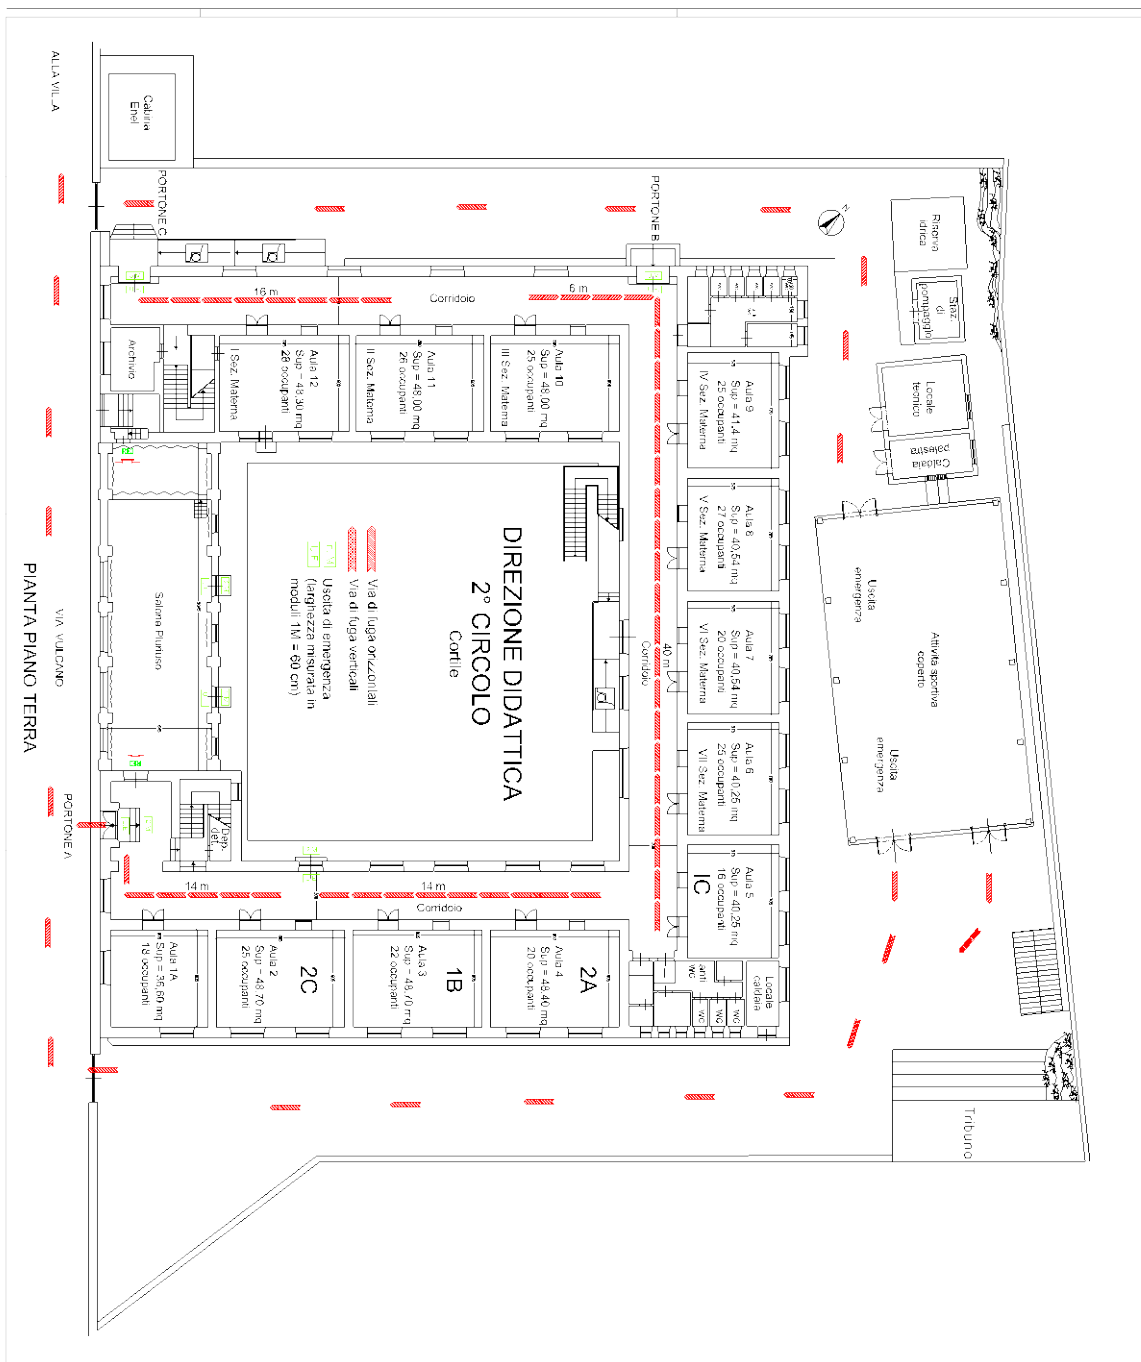 ALLA VILLA
Cabina
Enel
PORTONE C
PORTONE B
N
Riserva
idrica
Staz.
di
pompaggio
Locale
tecnico
Caldaia
palestra
Uscita
emergenza
Attività sportiva
coperto
Uscita
emergenza
Tribuna
16 m
Corridoio
6 m
Archivio
Aula 12
Sup = 48,30 mq
28 occupanti
I Sez. Materna
Aula 11
Sup = 48,00 mq
26 occupanti
II Sez. Materna
Aula 10
Sup = 48,00 mq
25 occupanti
III Sez. Materna
Aula 9
Sup = 41,4 mq
25 occupanti
IV Sez. Materna
Aula 8
Sup = 40,54 mq
27 occupanti
V Sez. Materna
Aula 7
Sup = 40,54 mq
20 occupanti
VI Sez. Materna
Aula 6
Sup = 40,25 mq
25 occupanti
VII Sez. Materna
Aula 5
Sup = 40,25 mq
16 occupanti
1C
40 m
Corridoio
DIREZIONE DIDATTICA
2° CIRCOLO
Cortile
Via di fuga orizzontali
Via di fuga verticali
Uscita di emergenza
(larghezza misurata in
moduli 1M = 60 cm)
Salone Pluriuso
Dep.
det.
14 m
14 m
Corridoio
Aula 1A
Sup = 35,60 mq
18 occupanti
Aula 2
Sup = 48,70 mq
25 occupanti
2C
Aula 3
Sup = 48,70 mq
22 occupanti
1B
Aula 4
Sup = 48,40 mq
20 occupanti
2A
anti
wc
wc
wc
wc
Locale
caldaia
PORTONE A
VIA VULCANO
PIANTA PIANO TERRA